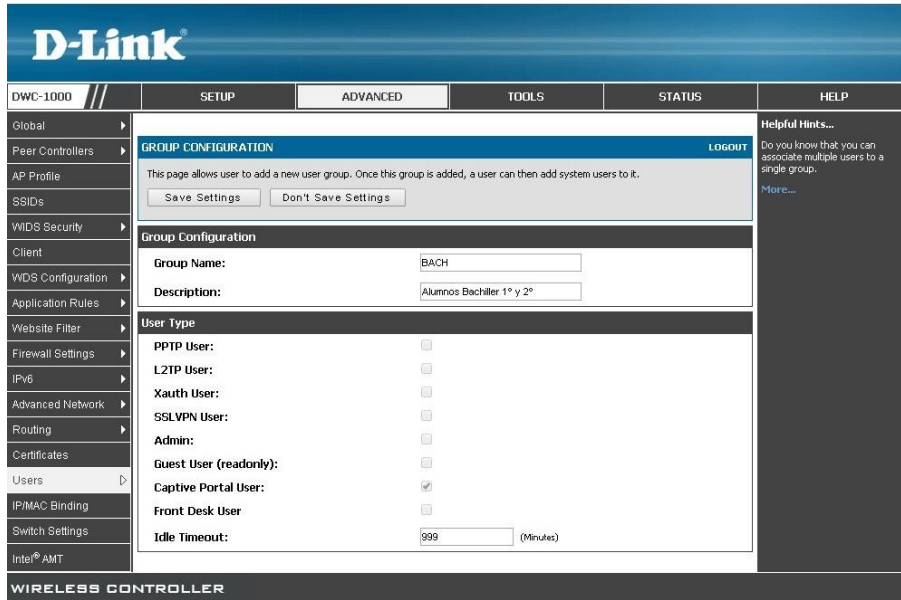 D-Link®
DWC-1000
SETUP
ADVANCED
TOOLS
STATUS
HELP
Global
Peer Controllers
AP Profile
SSIDs
WIDS Security
Client
WDS Configuration
Application Rules
Website Filter
Firewall Settings
IPv6
Advanced Network
Routing
Certificates
Users
IP/MAC Binding
Switch Settings
Intel® AMT
GROUP CONFIGURATION
LOGOUT
This page allows user to add a new user group. Once this group is added, a user can then add system users to it.
Save Settings
Don't Save Settings
Group Configuration
Group Name: BACH
Description: Alumnos Bachiller 1º y 2º
User Type
PPTP User:
L2TP User:
Xauth User:
SSLVPN User:
Admin:
Guest User (readonly):
Captive Portal User:
Front Desk User
Idle Timeout: 999 (Minutes)
Helpful Hints...
Do you know that you can
associate multiple users to a
single group.
More...
WIRELESS CONTROLLER